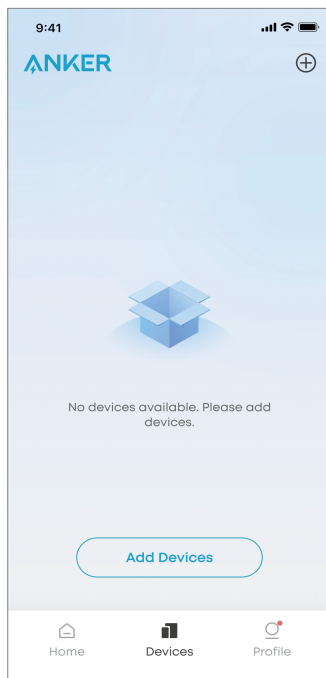 9:41
ANKER
No devices available. Please add
devices.
Add Devices
Home
Devices
Profile